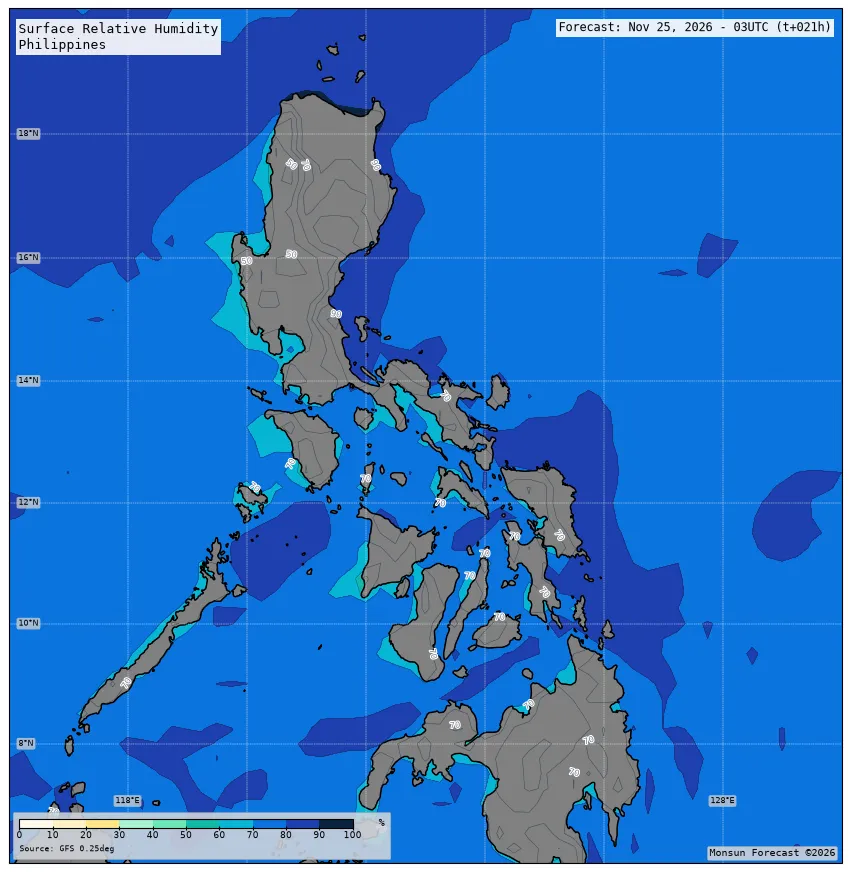 Surface Relative Humidity
Philippines
Forecast: Nov 25, 2026 - 03UTC (t+021h)
18°N
50
70
90
16°N
50
50
90
14°N
70
70
70
12°N
70
70
70
70
70
70
70
10°N
70
70
70
70
8°N
70
70
70
70
118°E
128°E
0 10 20 30 40 50 60 70 80 90 100 %
Source: GFS 0.25deg
Monsun Forecast ©2026